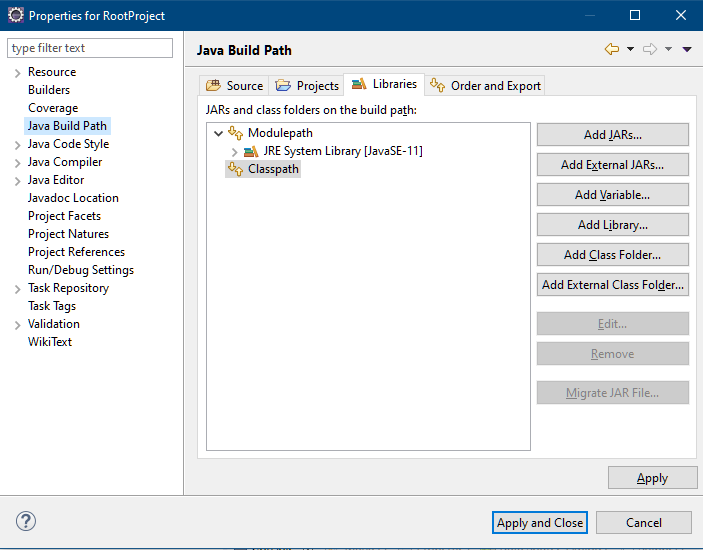 Properties for RootProject
type filter text
Resource
Builders
Coverage
Java Build Path
Java Code Style
Java Compiler
Java Editor
Javadoc Location
Project Facets
Project Natures
Project References
Run/Debug Settings
Task Repository
Task Tags
Validation
WikiText
Java Build Path
Source Projects Libraries Order and Export
JARs and class folders on the build path:
Modulepath
JRE System Library [JavaSE-11]
Classpath
Add JARs...
Add External JARs...
Add Variable...
Add Library...
Add Class Folder...
Add External Class Folder...
Edit...
Remove
Migrate JAR File...
Apply
?
Apply and Close Cancel